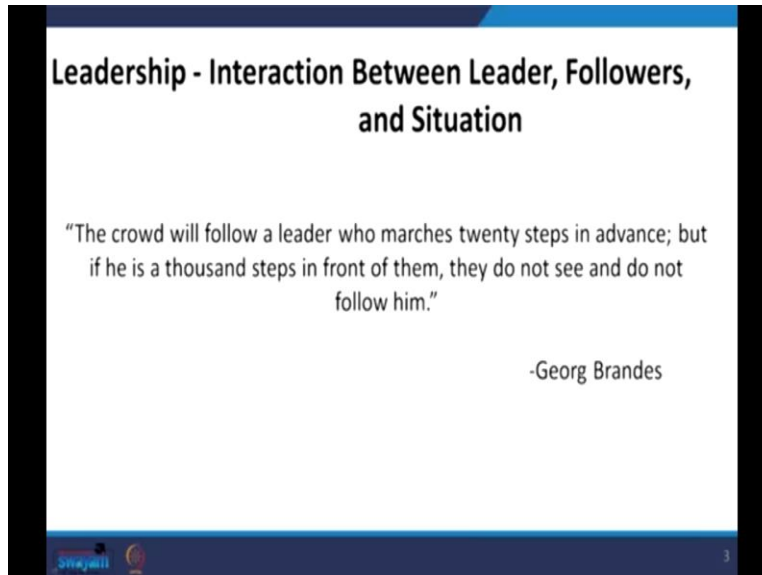 Leadership - Interaction Between Leader, Followers,
and Situation
“The crowd will follow a leader who marches twenty steps in advance; but
if he is a thousand steps in front of them, they do not see and do not
follow him.”
-Georg Brandes
swayam
3